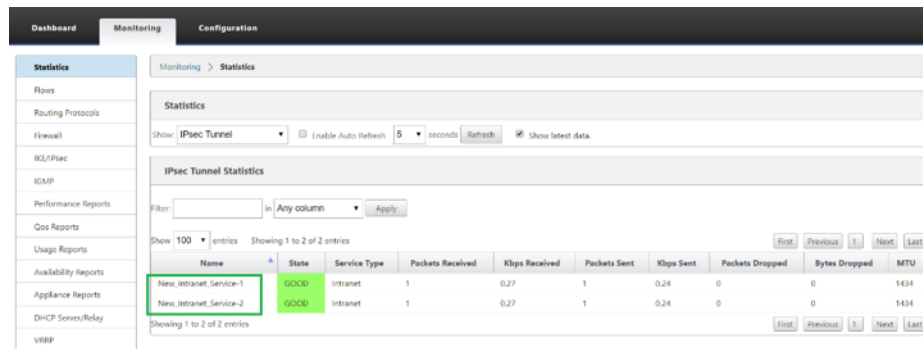 Dashboard Monitoring Configuration
Statistics
Flows
Routing Protocols
Firewall
IKE/IPsec
IGMP
Performance Reports
Qos Reports
Usage Reports
Availability Reports
Appliance Reports
DHCP Server/Relay
VRRP
Monitoring > Statistics
Statistics
Show: IPsec Tunnel Enable Auto Refresh 5 seconds Refresh Show latest data.
IPsec Tunnel Statistics
Filter: in Any column Apply
Show 100 entries Showing 1 to 2 of 2 entries First Previous 1 Next Last
Name State Service Type Packets Received Kbps Received Packets Sent Kbps Sent Packets Dropped Bytes Dropped MTU
New_Intranet_Service-1 GOOD Intranet 1 0.27 1 0.24 0 0 1434
New_Intranet_Service-2 GOOD Intranet 1 0.27 1 0.24 0 0 1434
Showing 1 to 2 of 2 entries First Previous 1 Next Last